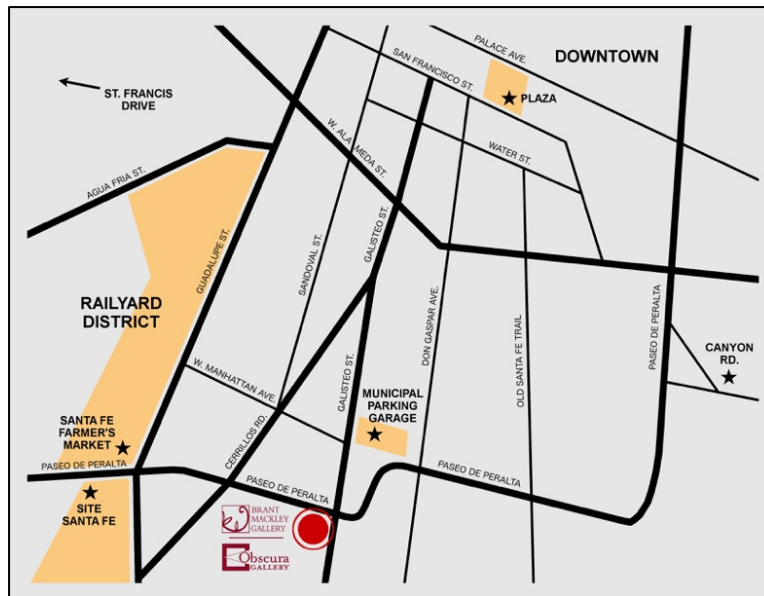 PALACE AVE.
DOWNTOWN
SAN FRANCISCO ST.
ST. FRANCIS
DRIVE
PLAZA
W. ALAMEDA ST.
WATER ST.
AGUA FRIA ST.
GUADALUPE ST.
SANDOVAL ST.
GALISTEO ST.
DON GASPAR AVE.
OLD SANTA FE TRAIL
PASEO DE PERALTA
RAILYARD
DISTRICT
CANYON
RD.
W. MANHATTAN AVE.
GALISTEO ST.
MUNICIPAL
PARKING
GARAGE
SANTA FE
FARMER'S
MARKET
CERRILLOS RD.
PASEO DE PERALTA
PASEO DE PERALTA
PASEO DE PERALTA
SITE
SANTA FE
BRANT
MACKLEY
GALLERY
Obscura
GALLERY